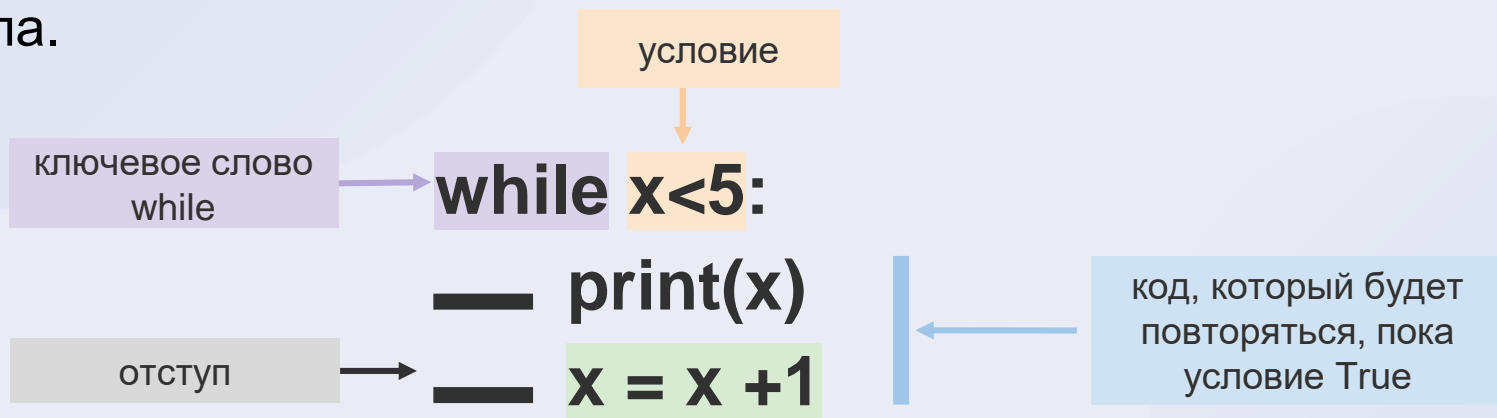 ла.
условие
ключевое слово
while
while x<5:
print(x)
код, который будет
повторяться, пока
условие True
отступ
x = x +1